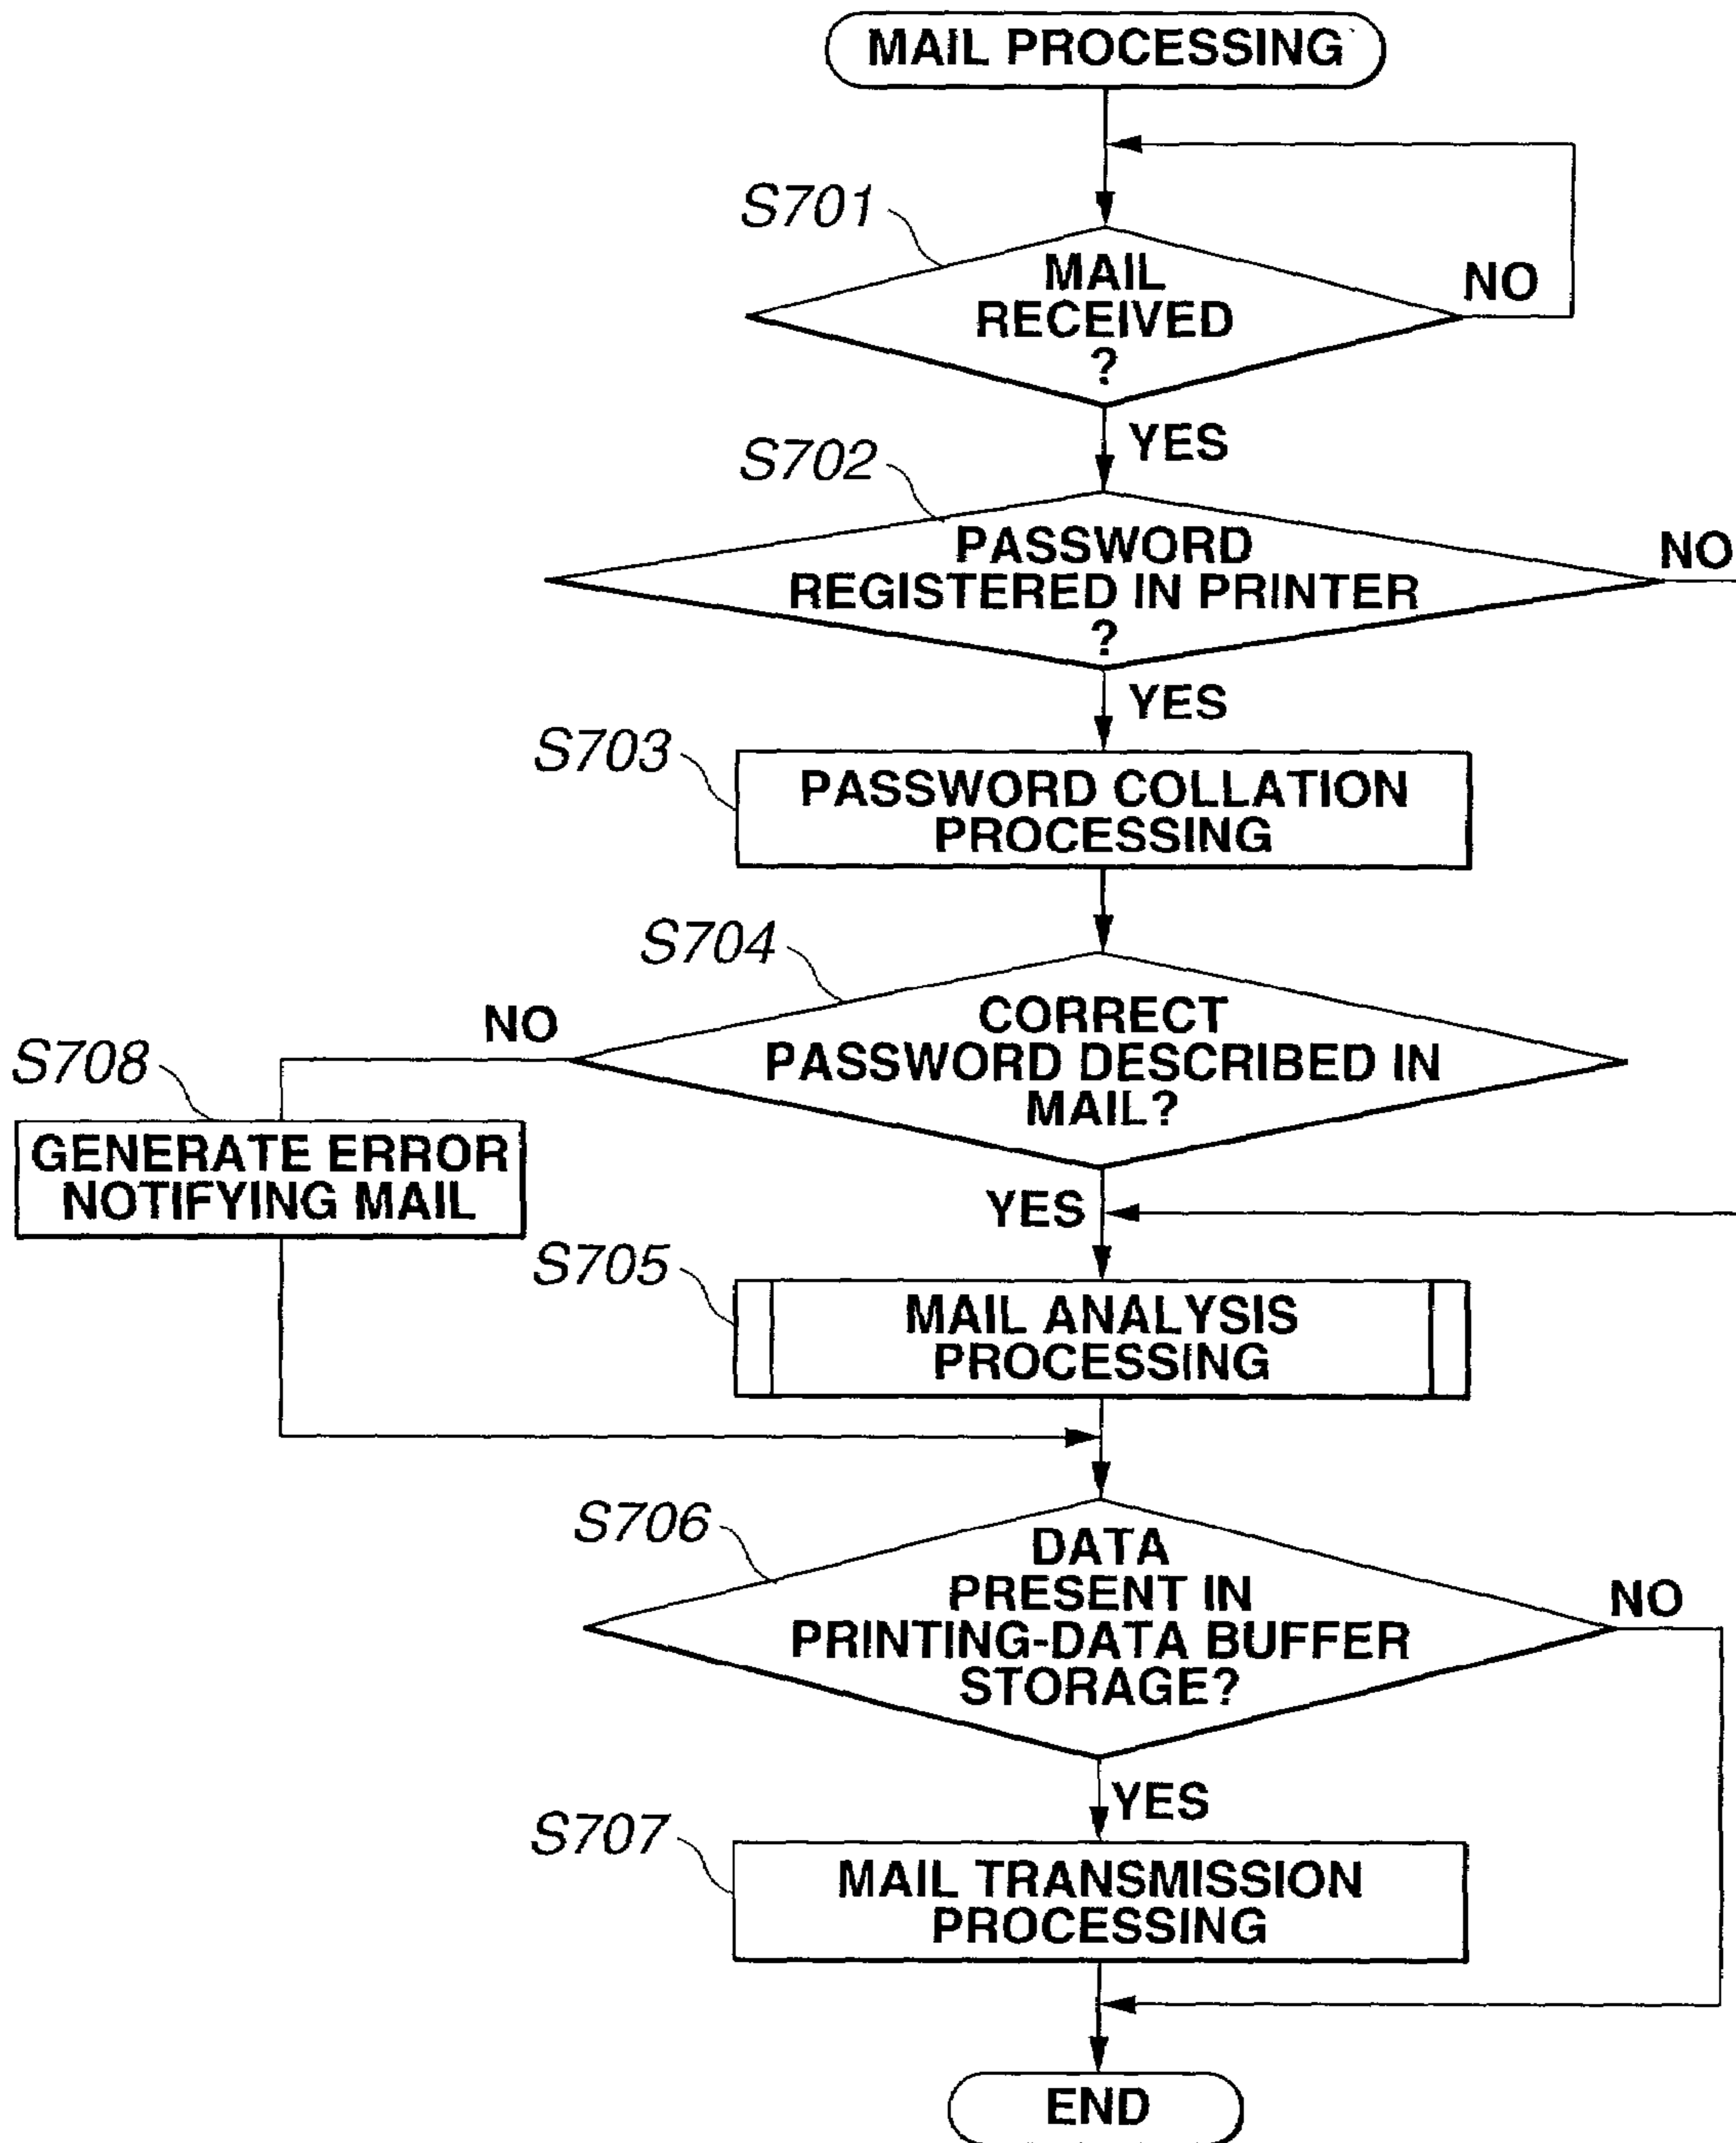 MAIL PROCESSING
S701
MAIL
RECEIVED
?
NO
YES
S702
PASSWORD
REGISTERED IN PRINTER
?
NO
YES
S703
PASSWORD COLLATION
PROCESSING
S704
CORRECT
PASSWORD DESCRIBED IN
MAIL?
NO
S708
GENERATE ERROR
NOTIFYING MAIL
YES
S705
MAIL ANALYSIS
PROCESSING
S706
DATA
PRESENT IN
PRINTING-DATA BUFFER
STORAGE?
NO
YES
S707
MAIL TRANSMISSION
PROCESSING
END